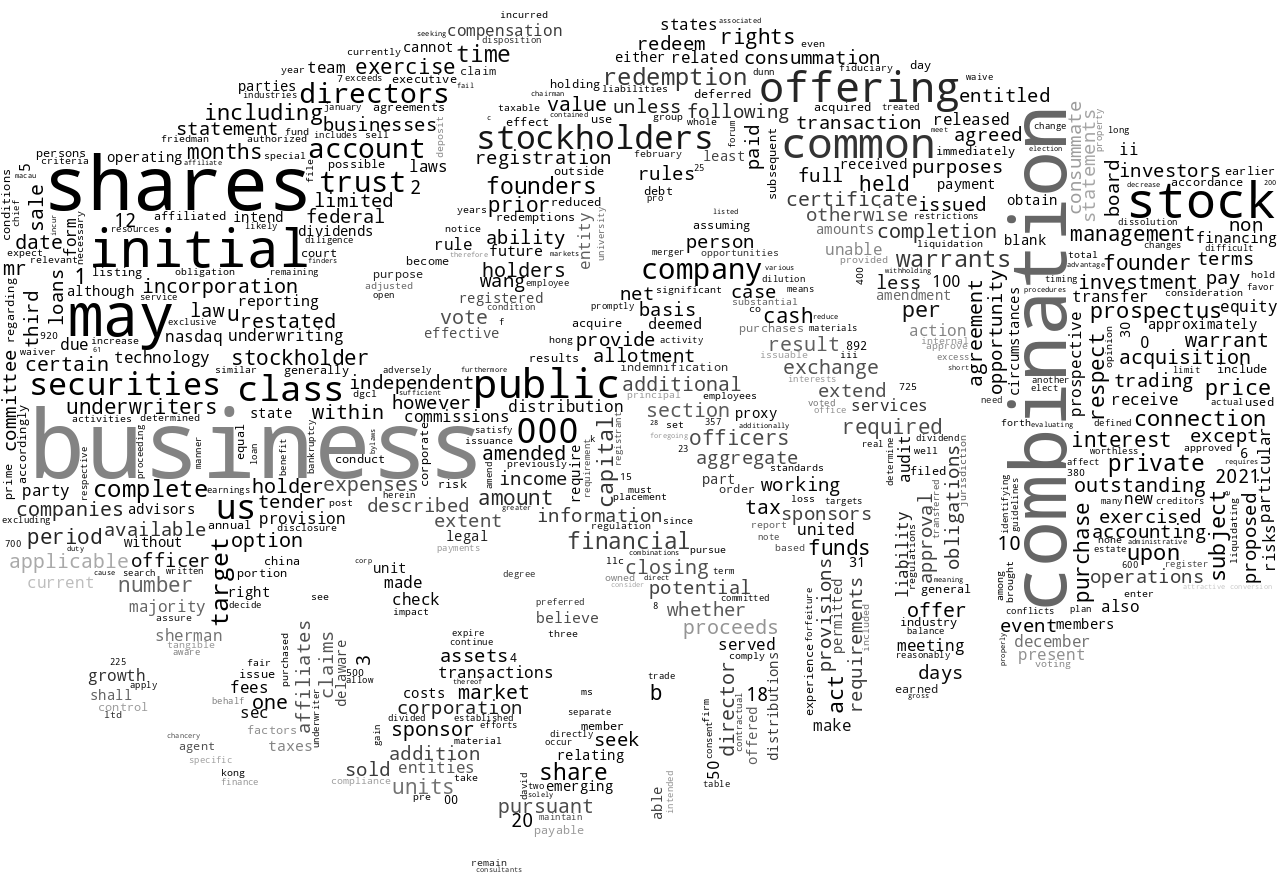 incurred
seeking compensation
disposition
currently cannot time
year team exercise claim
7 exceeds executive fail
parties directors
industries january agreements
including
statement fund businesses
friedman includes sell
authorized deposit
persons operating months special account
criteria affiliate file possible laws
macau 5
shares trust 2
conditions chief sale limited
12 affiliated intend federal
resources likely dividends
incur necessary form diligence
date initial court
expect relevant finders
mr listing obligation remaining
1 incorporation
although service reporting
regarding third loans may law u restated
exclusive nasdaq underwriting
920 due increase
waiver 61
certain technology stockholder
similar generally adversely
securities class independent dgcl sufficient
committee underwriters however
accordingly activities determined state within commissions
business
proceeding manner equal loan benefit bankruptcy conduct bylaws corporate
prime respective
party complete earnings holder expenses risk
herein
companies advisors us tender post described
excluding annual provision
700 period available without disclosure extent
duty officer option legal
applicable target china payments
cause search written portion
current number right
decide see
majority
assure
sherman
tangible
aware
225
growth apply
shall
control
ltd
fair
issue purchased
fees
behalf one
sec
affiliates underwriter claims delaware 500 3
allow
factors
taxes
chancery
agent
specific
kong
finance
states associated
redeem rights even
either related consummation
redemption dunn fiduciary day
holding liabilities offering waive
chairman deferred entitled
taxable value unless following acquired treated
c effect contained use group whole transaction released
stockholders forum paid common meet agreed
immediately
registration february least subsequent received purposes
outside rules 25 full held payment
founders debt
pro certificate issued
prior reduced
years redemptions entity university listed otherwise restrictions
notice assuming amounts completion
rule ability person unable liquidation blank
therefore future markets merger opportunities provided
become holders company various warrants
purpose wang employee dilution 400 withholding
adjusted net significant case means less 100
open registered promptly substantial amendment
condition co
vote basis cash reduce per
effective f acquire deemed purchases materials action
hong provide activity result 892 internal
results allotment issuable iii approve
furthermore indemnification exchange excess
public additional interests extend 725 short
principal employees voted
distribution section proxy office services
000 28 set 357 additionally required
satisfy foregoing officers real dividend
issuance k 23
amended capital registrant aggregate determine audit well
previously require requirement standards filed
amend income 15 part transferred jurisdiction
amount must order working
greater placement loss targets
information tax sponsors
regulation since report united
financial note liability regulations approval obligations
combinations pursue based funds
llc closing term meaning
owned direct 31
consider potential general
committed
8 whether provisions permitted requirements included offer
proceeds industry
balance
served meeting
comply reasonably
experience forfeiture days
earned
gross
act
make
corp unit
made
check
impact
degree
preferred
believe
three
expire
continue
assets 4
transactions
thereof
costs market ms
corporation separate
divided established
sponsor efforts member
gain material directly seek
addition occur
relating
entities
sold take share
compliance units david two emerging
solely
pre 00 pursuant
maintain
20 payable
trade
b
able intended
consent firm director contractual offered 18 distributions
50
table
remain
consultants
change
election
combination
consummate statements property
long
ii
board investors earlier
decrease accordance 200
obtain stock
dissolution
management non
changes financing
difficult
agreement opportunity circumstances
total founder terms
advantage
timing investment pay hold
procedures consideration favor
transfer equity
prospectus
prospective respect opinion 30 approximately
0 warrant
acquisition
another limit include
elect trading price
need receive actual used
forth evaluating defined connection
interest except
worthless approved 6 particular
affect private requires
380 outstanding 2021
identifying guidelines many new creditors e
exercised subject liquidating proposed risks
purchase accounting
10 none administrative upon
estate
600 register
operations
among brought attractive conversion
enter
conflicts plan also
event members
properly december
present
voting